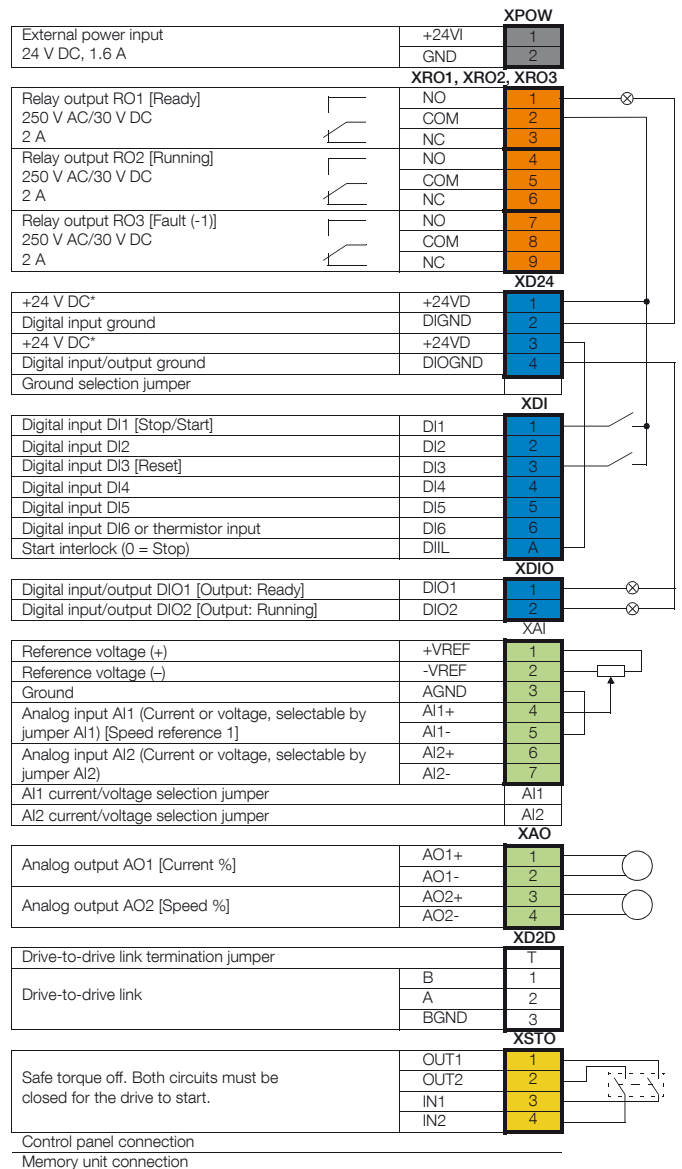 XPOW
External power input +24VI 1
24 V DC, 1.6 A GND 2
XRO1, XRO2, XRO3
Relay output RO1 [Ready] NO 1
250 V AC/30 V DC COM 2
2 A NC 3
Relay output RO2 [Running] NO 4
250 V AC/30 V DC COM 5
2 A NC 6
Relay output RO3 [Fault (-1)] NO 7
250 V AC/30 V DC COM 8
2 A NC 9
XD24
+24 V DC* +24VD 1
Digital input ground DIGND 2
+24 V DC* +24VD 3
Digital input/output ground DIOGND 4
Ground selection jumper
XDI
Digital input DI1 [Stop/Start] DI1 1
Digital input DI2 DI2 2
Digital input DI3 [Reset] DI3 3
Digital input DI4 DI4 4
Digital input DI5 DI5 5
Digital input DI6 or thermistor input DI6 6
Start interlock (0 = Stop) DIIL A
XDIO
Digital input/output DIO1 [Output: Ready] DIO1 1
Digital input/output DIO2 [Output: Running] DIO2 2
XAI
Reference voltage (+) +VREF 1
Reference voltage (–) -VREF 2
Ground AGND 3
Analog input AI1 (Current or voltage, selectable by AI1+ 4
jumper AI1) [Speed reference 1] AI1- 5
Analog input AI2 (Current or voltage, selectable by AI2+ 6
jumper AI2) AI2- 7
AI1 current/voltage selection jumper AI1
AI2 current/voltage selection jumper AI2
XAO
Analog output AO1 [Current %] AO1+ 1
AO1- 2
Analog output AO2 [Speed %] AO2+ 3
AO2- 4
XD2D
Drive-to-drive link termination jumper T
Drive-to-drive link B 1
A 2
BGND 3
XSTO
OUT1 1
Safe torque off. Both circuits must be OUT2 2
closed for the drive to start. IN1 3
IN2 4
Control panel connection
Memory unit connection